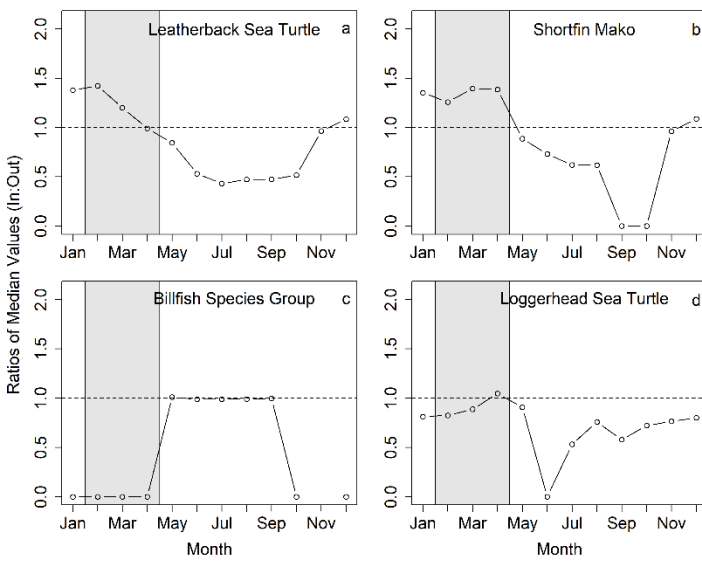 Leatherback Sea Turtle a
Shortfin Mako b
2.0
1.5
1.0
0.5
0.0
Jan Mar May Jul Sep Nov
2.0
1.5
1.0
0.5
0.0
Jan Mar May Jul Sep Nov
Ratios of Median Values (In:Out)
Billfish Species Group c
Loggerhead Sea Turtle d
2.0
1.5
1.0
0.5
0.0
Jan Mar May Jul Sep Nov
Month
2.0
1.5
1.0
0.5
0.0
Jan Mar May Jul Sep Nov
Month